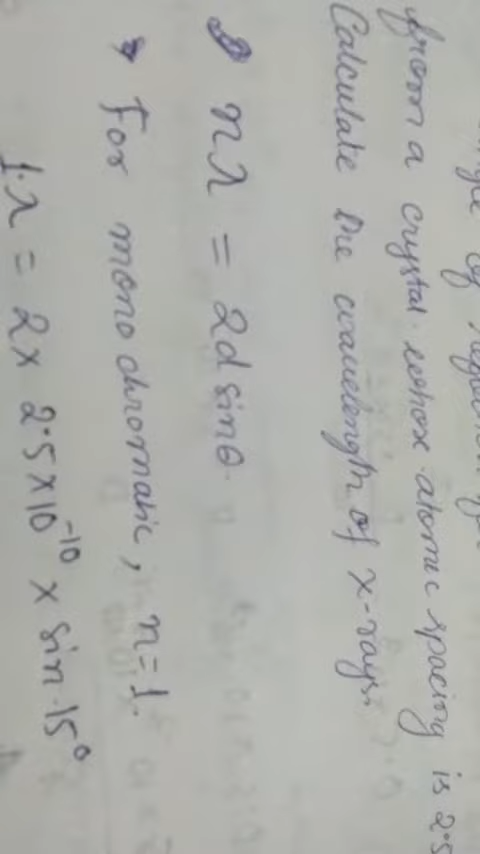 from a crystal whose atomic spacing is 2.5
Calculate the wavelength of x-rays.
nλ = 2d sinθ.
* For monochromatic, n=1.
1.λ = 2 x 2.5 x 10⁻¹⁰ x sin 15°